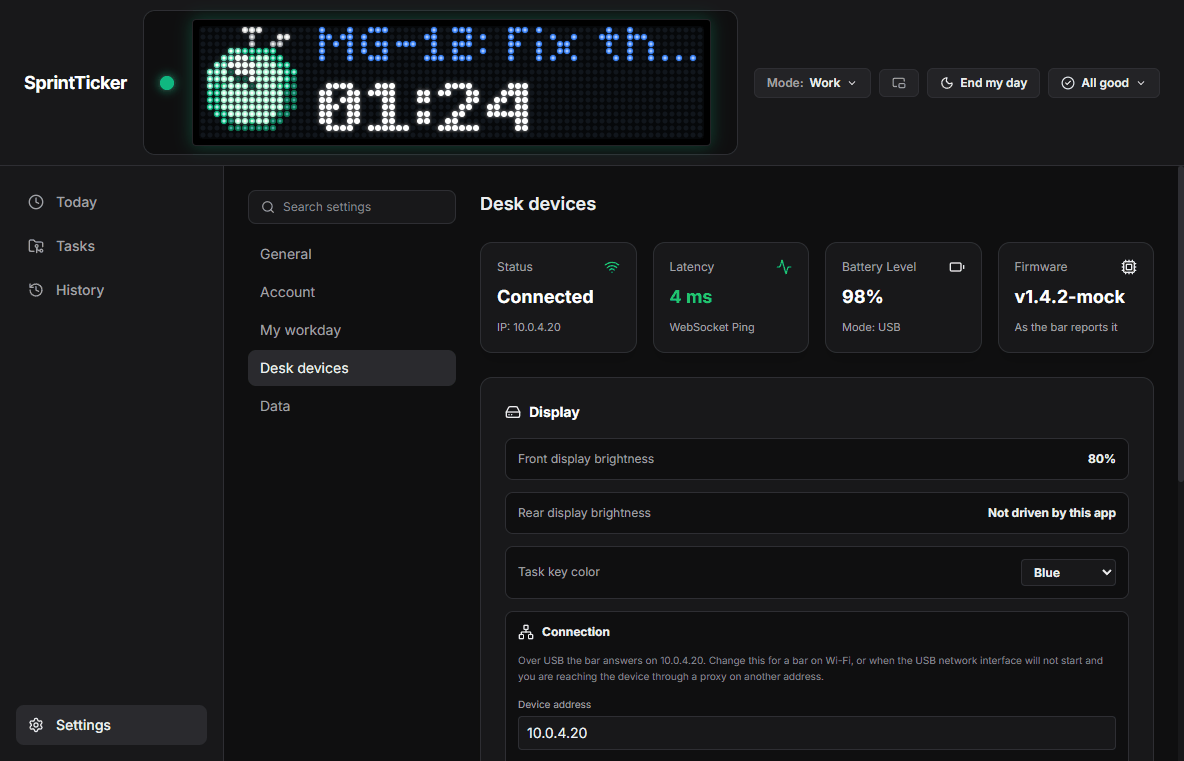 SprintTicker
MG-12: Fix th...
01:24
Mode: Work
End my day
All good
Today
Tasks
History
Settings
Search settings
General
Account
My workday
Desk devices
Data
Desk devices
Status
Connected
IP: 10.0.4.20
Latency
4 ms
WebSocket Ping
Battery Level
98%
Mode: USB
Firmware
v1.4.2-mock
As the bar reports it
Display
Front display brightness
80%
Rear display brightness
Not driven by this app
Task key color
Blue
Connection
Over USB the bar answers on 10.0.4.20. Change this for a bar on Wi-Fi, or when the USB network interface will not start and
you are reaching the device through a proxy on another address.
Device address
10.0.4.20